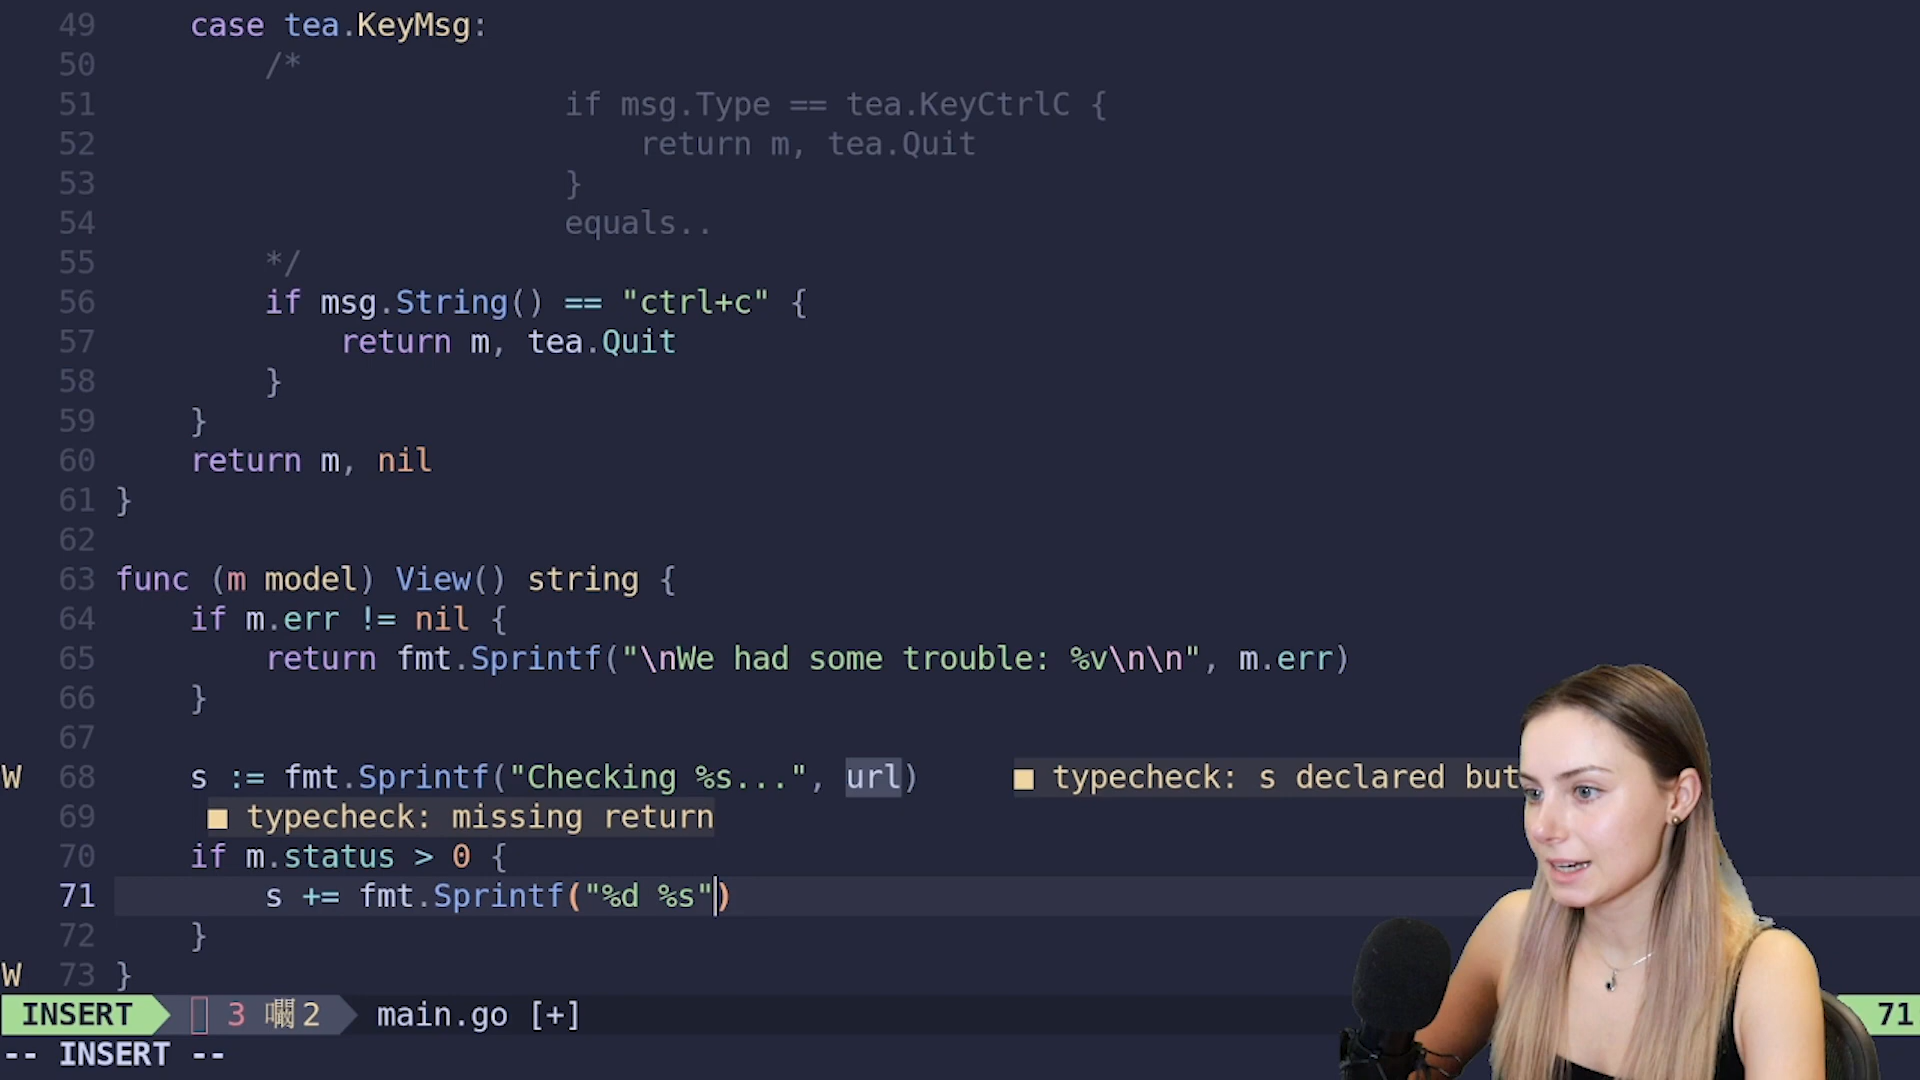 49 case tea.KeyMsg:
50 /*
51 if msg.Type == tea.KeyCtrlC {
52 return m, tea.Quit
53 }
54 equals..
55 */
56 if msg.String() == "ctrl+c" {
57 return m, tea.Quit
58 }
59 }
60 return m, nil
61 }
62
63 func (m model) View() string {
64 if m.err != nil {
65 return fmt.Sprintf("\nWe had some trouble: %v\n\n", m.err)
66 }
67
W 68 s := fmt.Sprintf("Checking %s...", url) ■ typecheck: s declared but
69 ■ typecheck: missing return
70 if m.status > 0 {
71 s += fmt.Sprintf("%d %s")
72 }
W 73 }
INSERT 3 2 main.go [+] 71
-- INSERT --